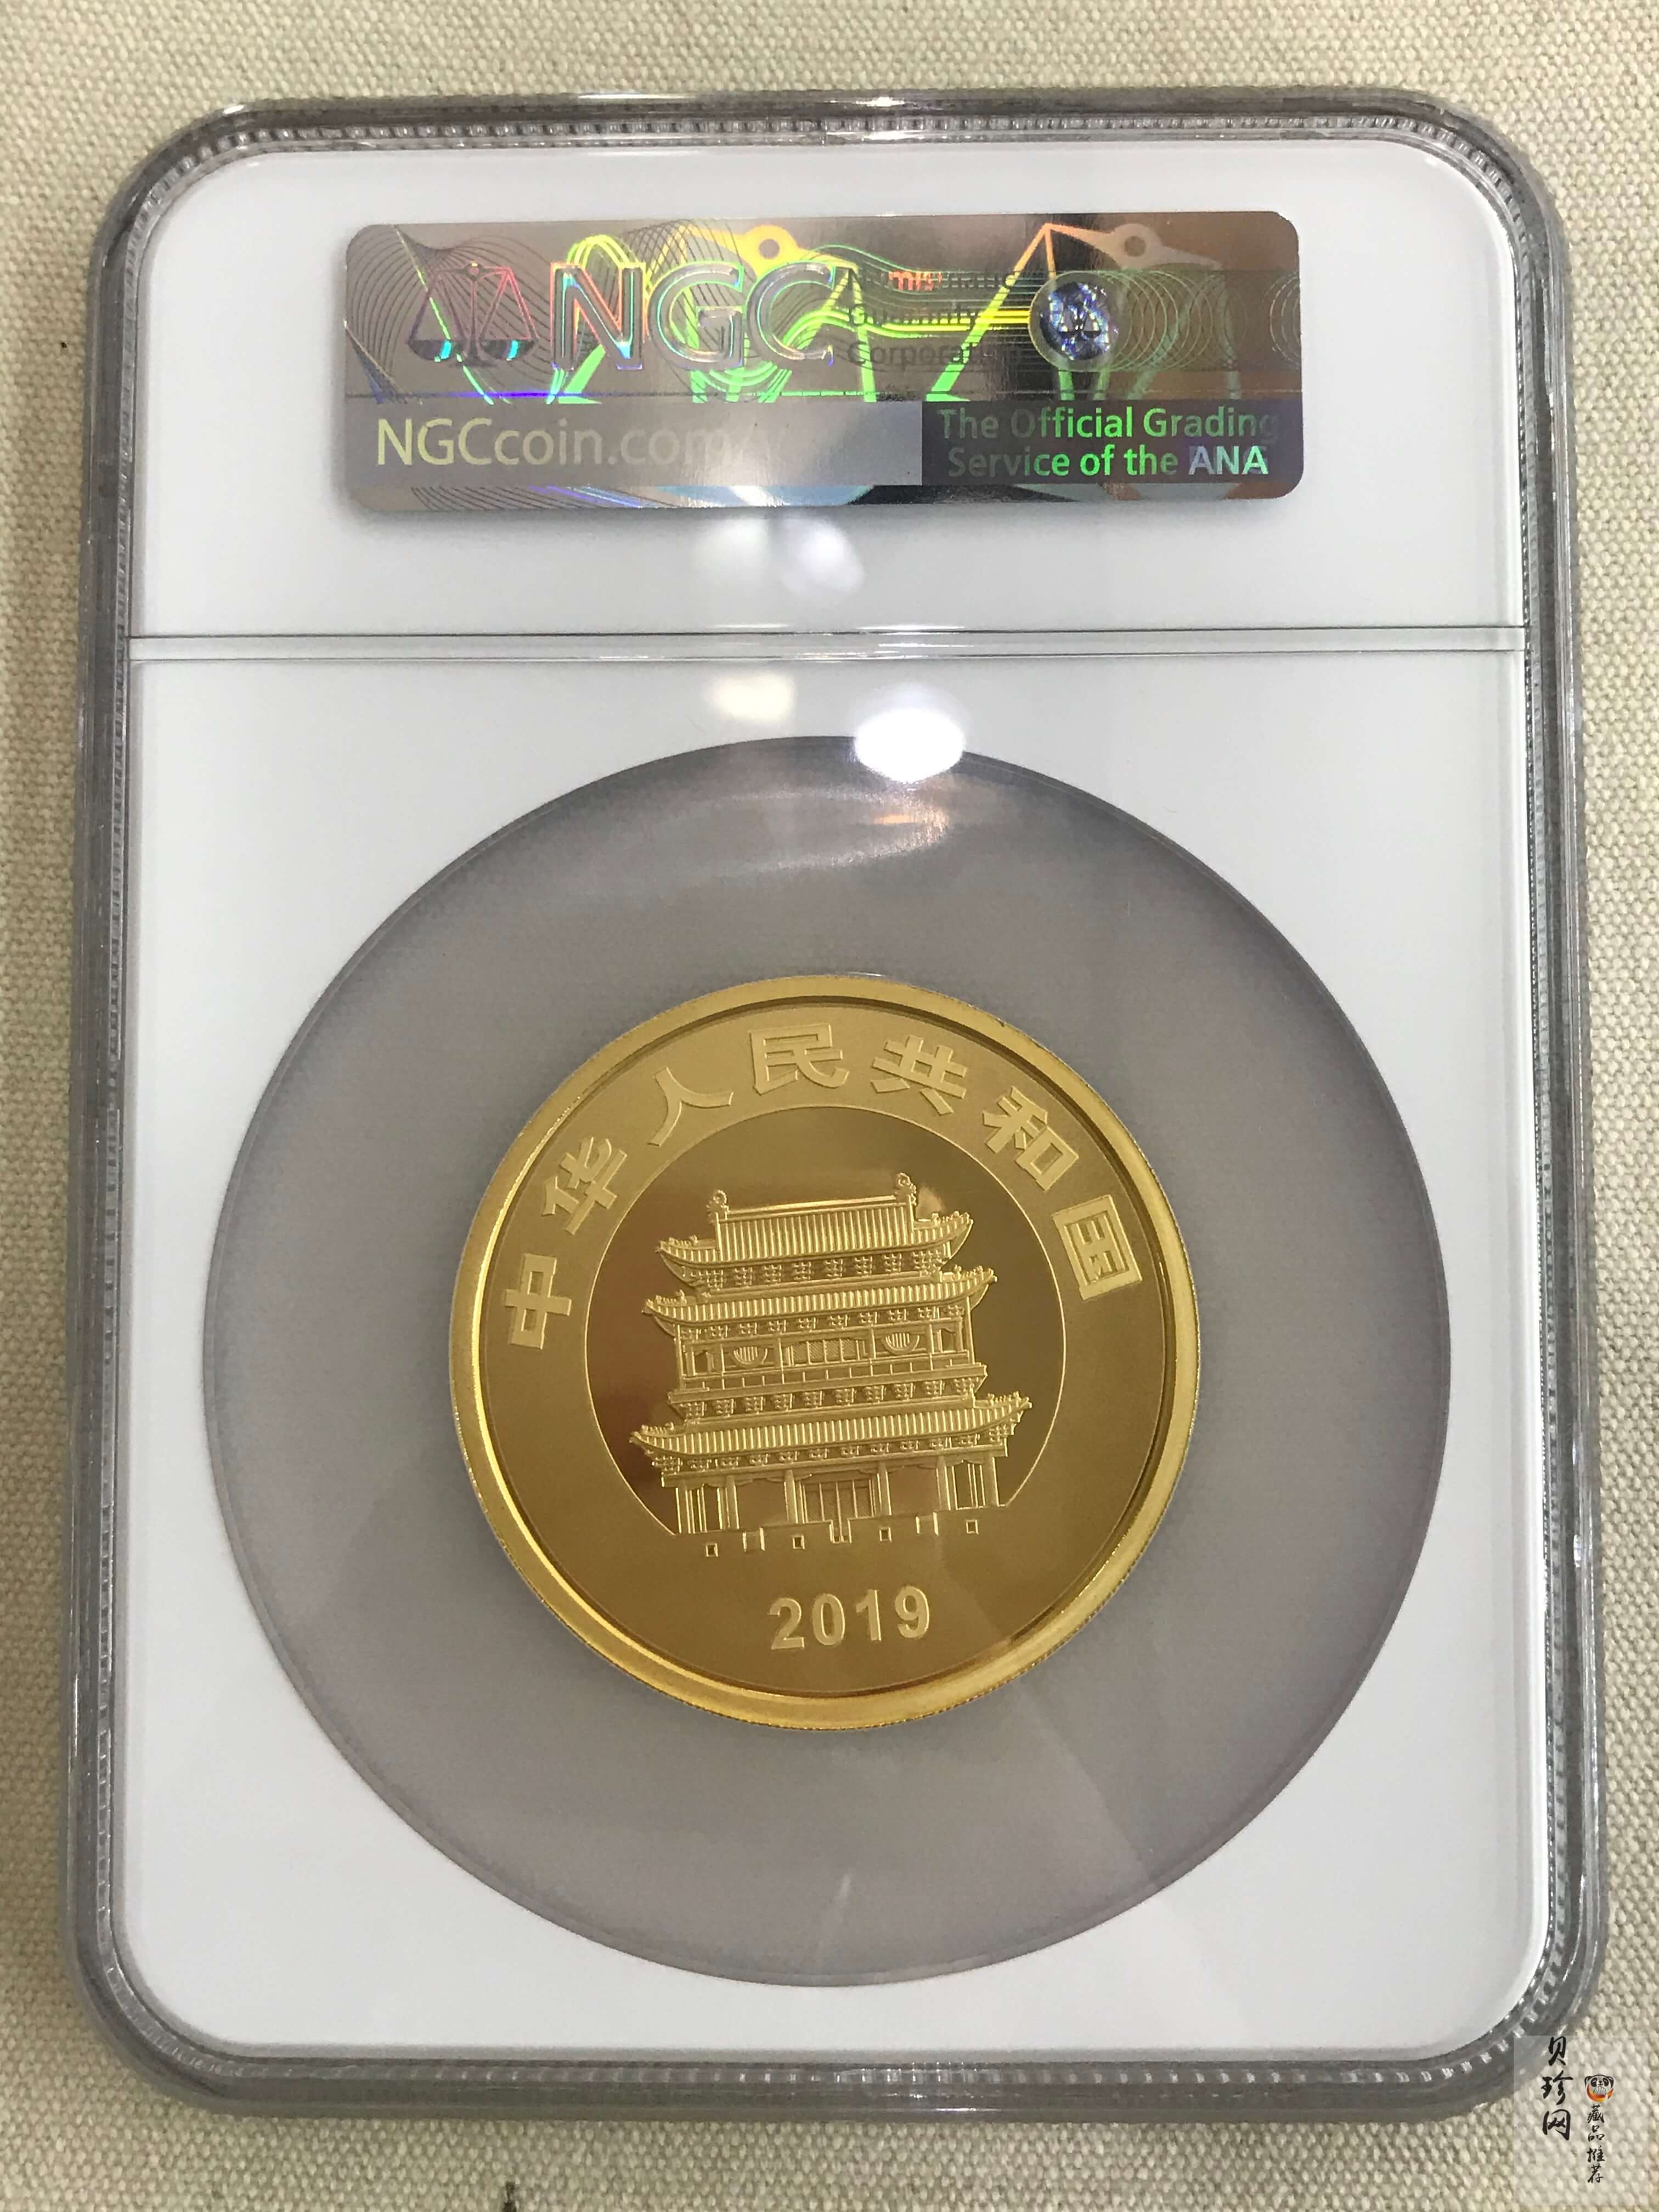 NGC
Corporat
NGCcoin.com/
The Official Grading
Service of the ANA
中华人民共和国
2019
贝珍网
藏品推荐